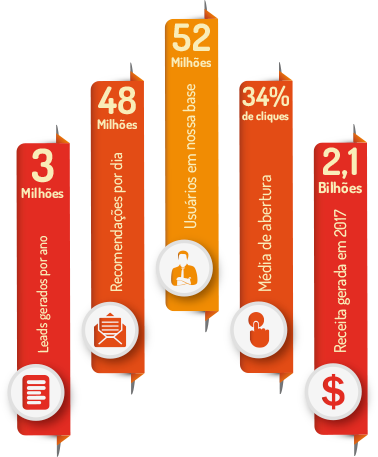 3
Milhões
Leads gerados por ano
48
Milhões
Recomendações por dia
52
Milhões
Usuários em nossa base
34%
de cliques
Média de abertura
2,1
Bilhões
Receita gerada em 2017
$